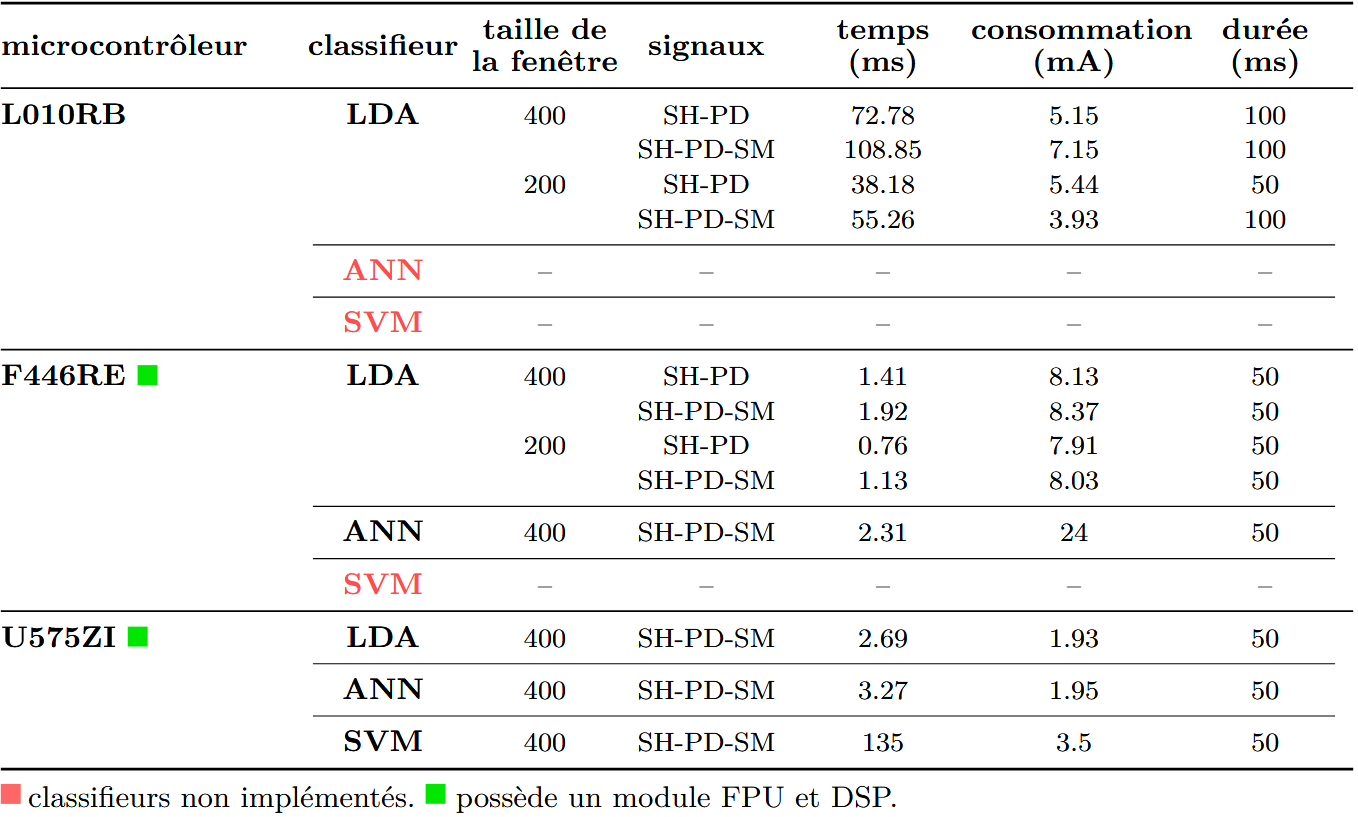 microcontrôleur classifieur taille de la fenêtre signaux temps (ms) consommation (mA) durée (ms)
L010RB LDA 400 SH-PD 72.78 5.15 100
SH-PD-SM 108.85 7.15 100
200 SH-PD 38.18 5.44 50
SH-PD-SM 55.26 3.93 100
ANN – – – – –
SVM – – – – –
F446RE LDA 400 SH-PD 1.41 8.13 50
SH-PD-SM 1.92 8.37 50
200 SH-PD 0.76 7.91 50
SH-PD-SM 1.13 8.03 50
ANN 400 SH-PD-SM 2.31 24 50
SVM – – – – –
U575ZI LDA 400 SH-PD-SM 2.69 1.93 50
ANN 400 SH-PD-SM 3.27 1.95 50
SVM 400 SH-PD-SM 135 3.5 50
classifieurs non implémentés. possède un module FPU et DSP.